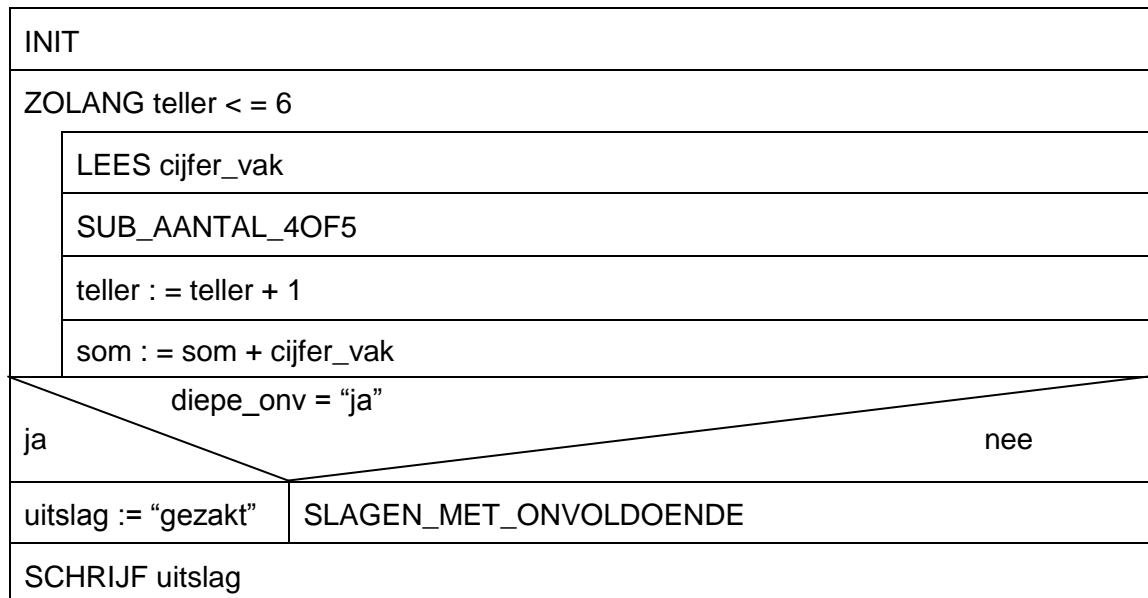 INIT
ZOLANG teller < = 6
LEES cijfer_vak
SUB_AANTAL_4OF5
teller : = teller + 1
som : = som + cijfer_vak
diepe_onv = “ja”
ja nee
uitslag := “gezakt” SLAGEN_MET_ONVOLDOENDE
SCHRIJF uitslag